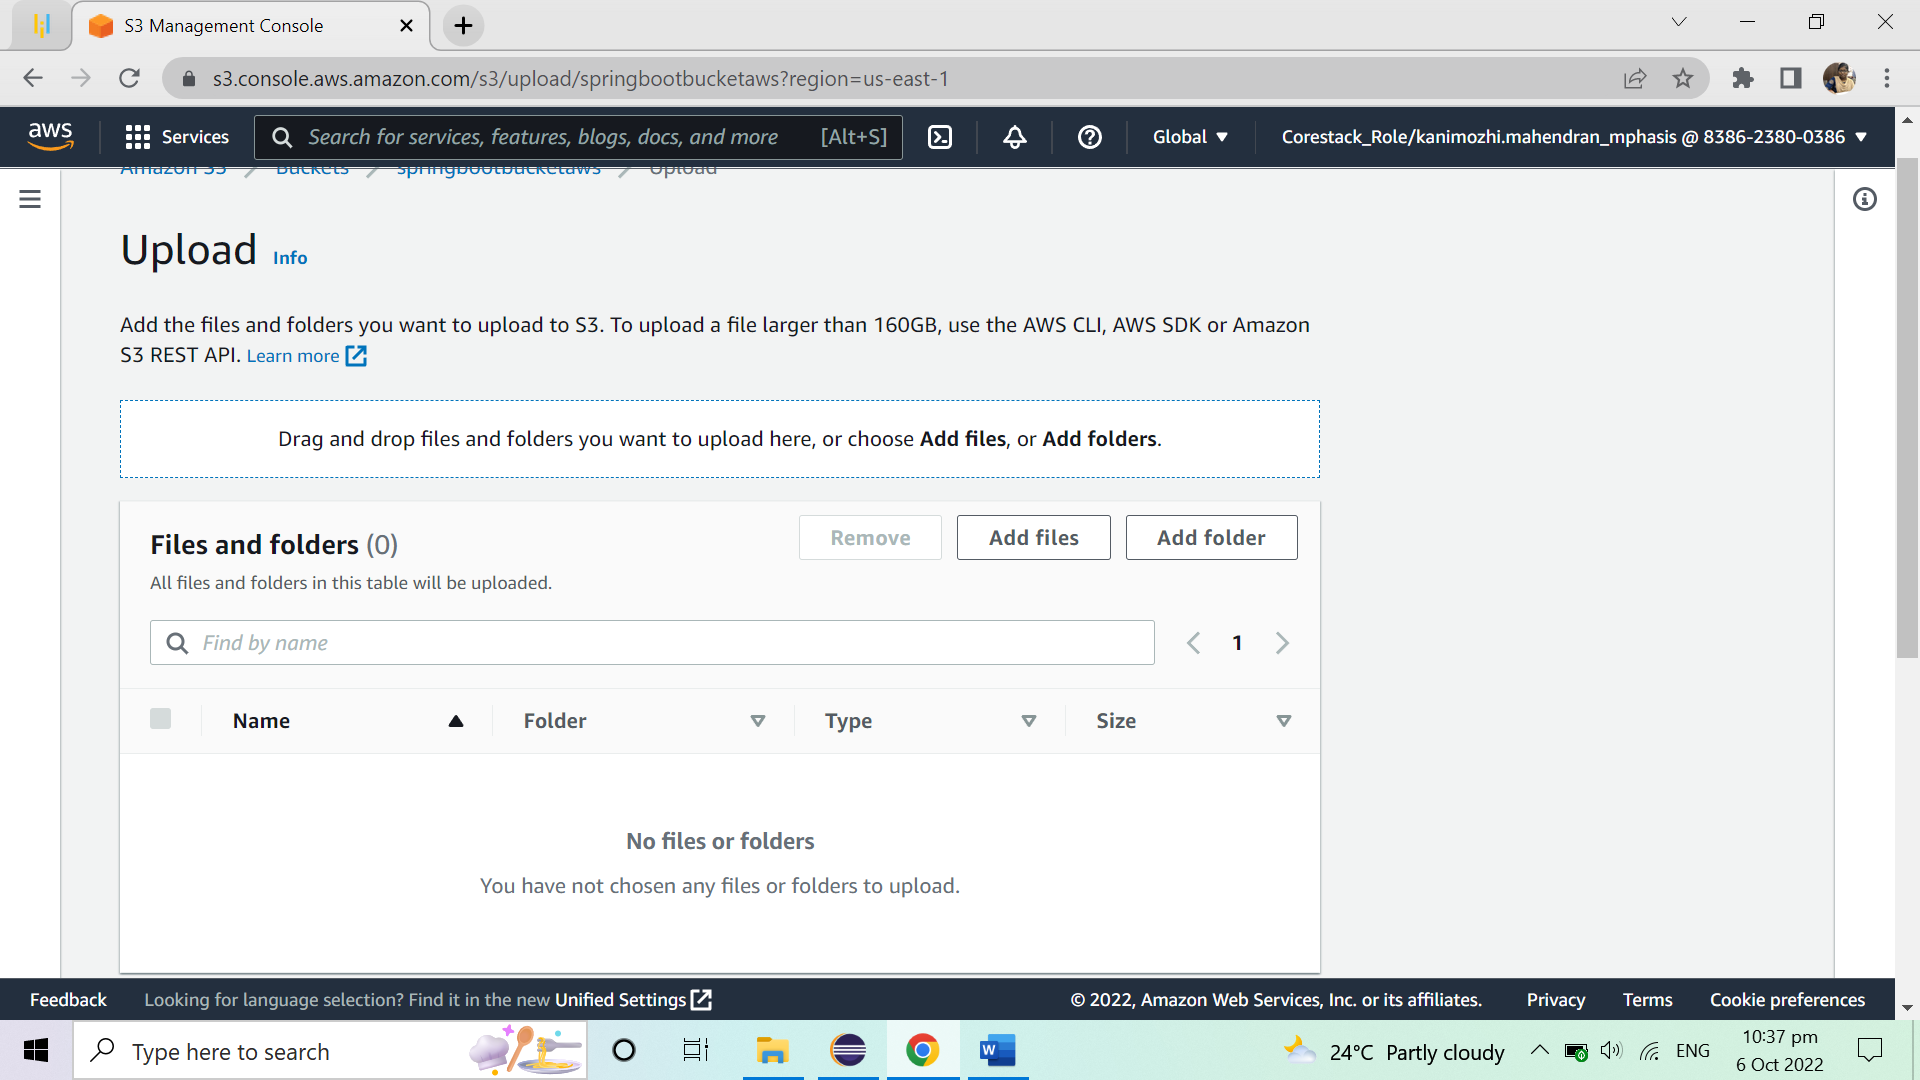 S3 Management Console
s3.console.aws.amazon.com/s3/upload/springbootbucketaws?region=us-east-1
aws
Services
Search for services, features, blogs, docs, and more [Alt+S]
Global
Corestack_Role/kanimozhi.mahendran_mphasis @ 8386-2380-0386
Amazon S3 / Buckets / springbootbucketaws / Upload
Upload Info
Add the files and folders you want to upload to S3. To upload a file larger than 160GB, use the AWS CLI, AWS SDK or Amazon
S3 REST API. Learn more
Drag and drop files and folders you want to upload here, or choose Add files, or Add folders.
Files and folders (0)
Remove
Add files
Add folder
All files and folders in this table will be uploaded.
Find by name
1
Name Folder Type Size
No files or folders
You have not chosen any files or folders to upload.
Feedback
Looking for language selection? Find it in the new Unified Settings
© 2022, Amazon Web Services, Inc. or its affiliates.
Privacy
Terms
Cookie preferences
Type here to search
W
24°C Partly cloudy
ENG
10:37 pm
6 Oct 2022